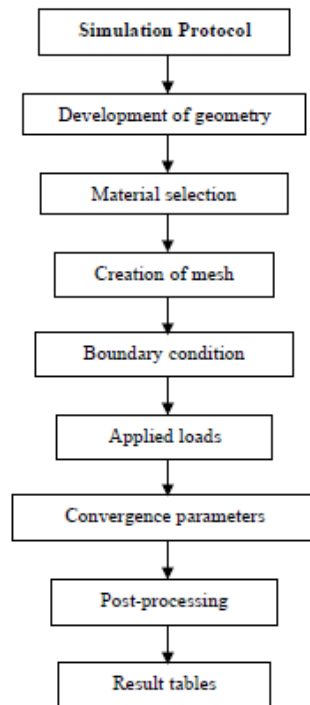 Simulation Protocol
Development of geometry
Material selection
Creation of mesh
Boundary condition
Applied loads
Convergence parameters
Post-processing
Result tables